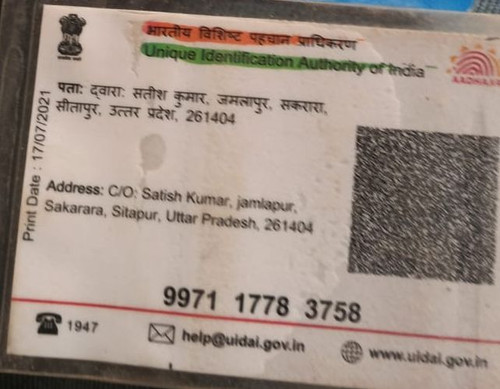 भारतीय विशिष्ट पहचान प्राधिकरण
Unique Identification Authority of India
AADHAAR
पता: द्वारा: सतीश कुमार, जमलापुर, सकरारा,
सीतापुर, उत्तर प्रदेश, 261404
Print Date : 17/07/2021
Address: C/O: Satish Kumar, jamlapur,
Sakarara, Sitapur, Uttar Pradesh, 261404
9971 1778 3758
1947
help@uidai.gov.in
www.uidai.gov.in